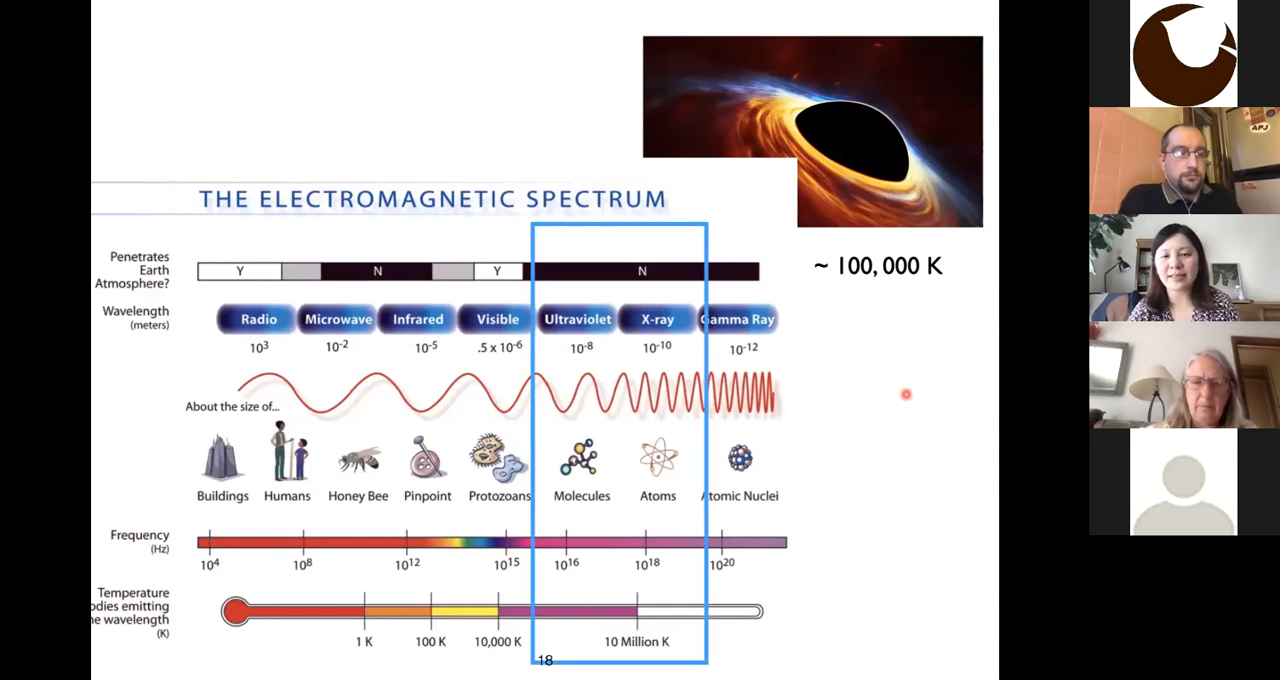 THE ELECTROMAGNETIC SPECTRUM
~ 100,000 K
Penetrates
Earth
Atmosphere?
Y N Y N
Wavelength
(meters)
Radio Microwave Infrared Visible Ultraviolet X-ray Gamma Ray
10³ 10⁻² 10⁻⁵ .5 x 10⁻⁶ 10⁻⁸ 10⁻¹⁰ 10⁻¹²
About the size of...
Buildings Humans Honey Bee Pinpoint Protozoans Molecules Atoms Atomic Nuclei
Frequency
(Hz)
10⁴ 10⁸ 10¹² 10¹⁵ 10¹⁶ 10¹⁸ 10²⁰
Temperature
odies emitting
he wavelength
(K)
1 K 100 K 10,000 K 10 Million K
18
APJ